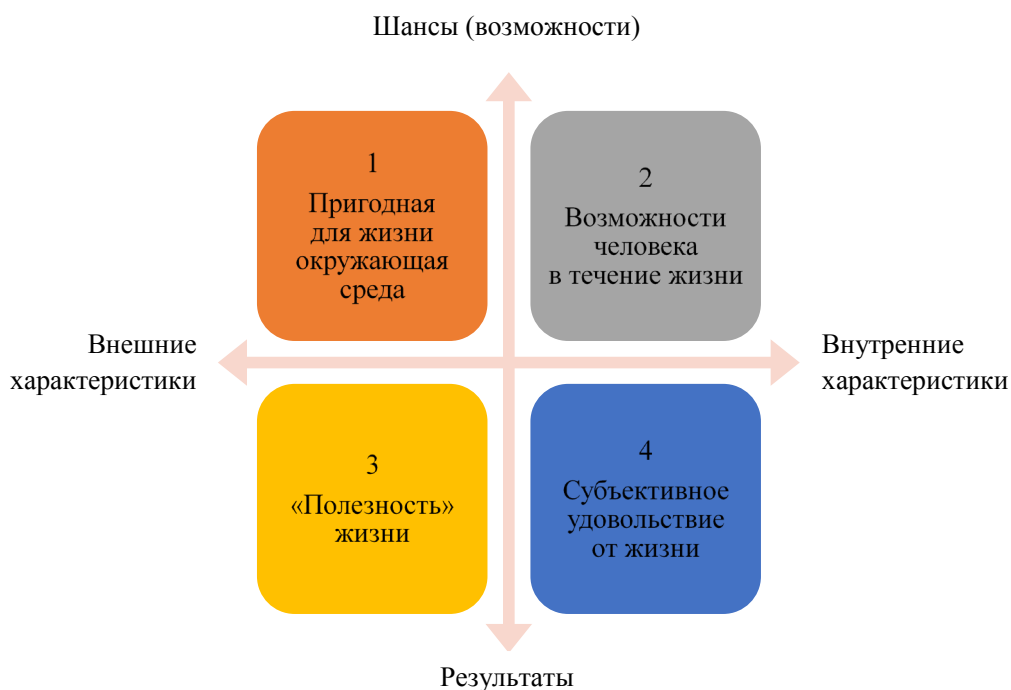 Шансы (возможности)
1
Пригодная
для жизни
окружающая
среда
2
Возможности
человека
в течение жизни
Внешние
характеристики
Внутренние
характеристики
3
«Полезность»
жизни
4
Субъективное
удовольствие
от жизни
Результаты